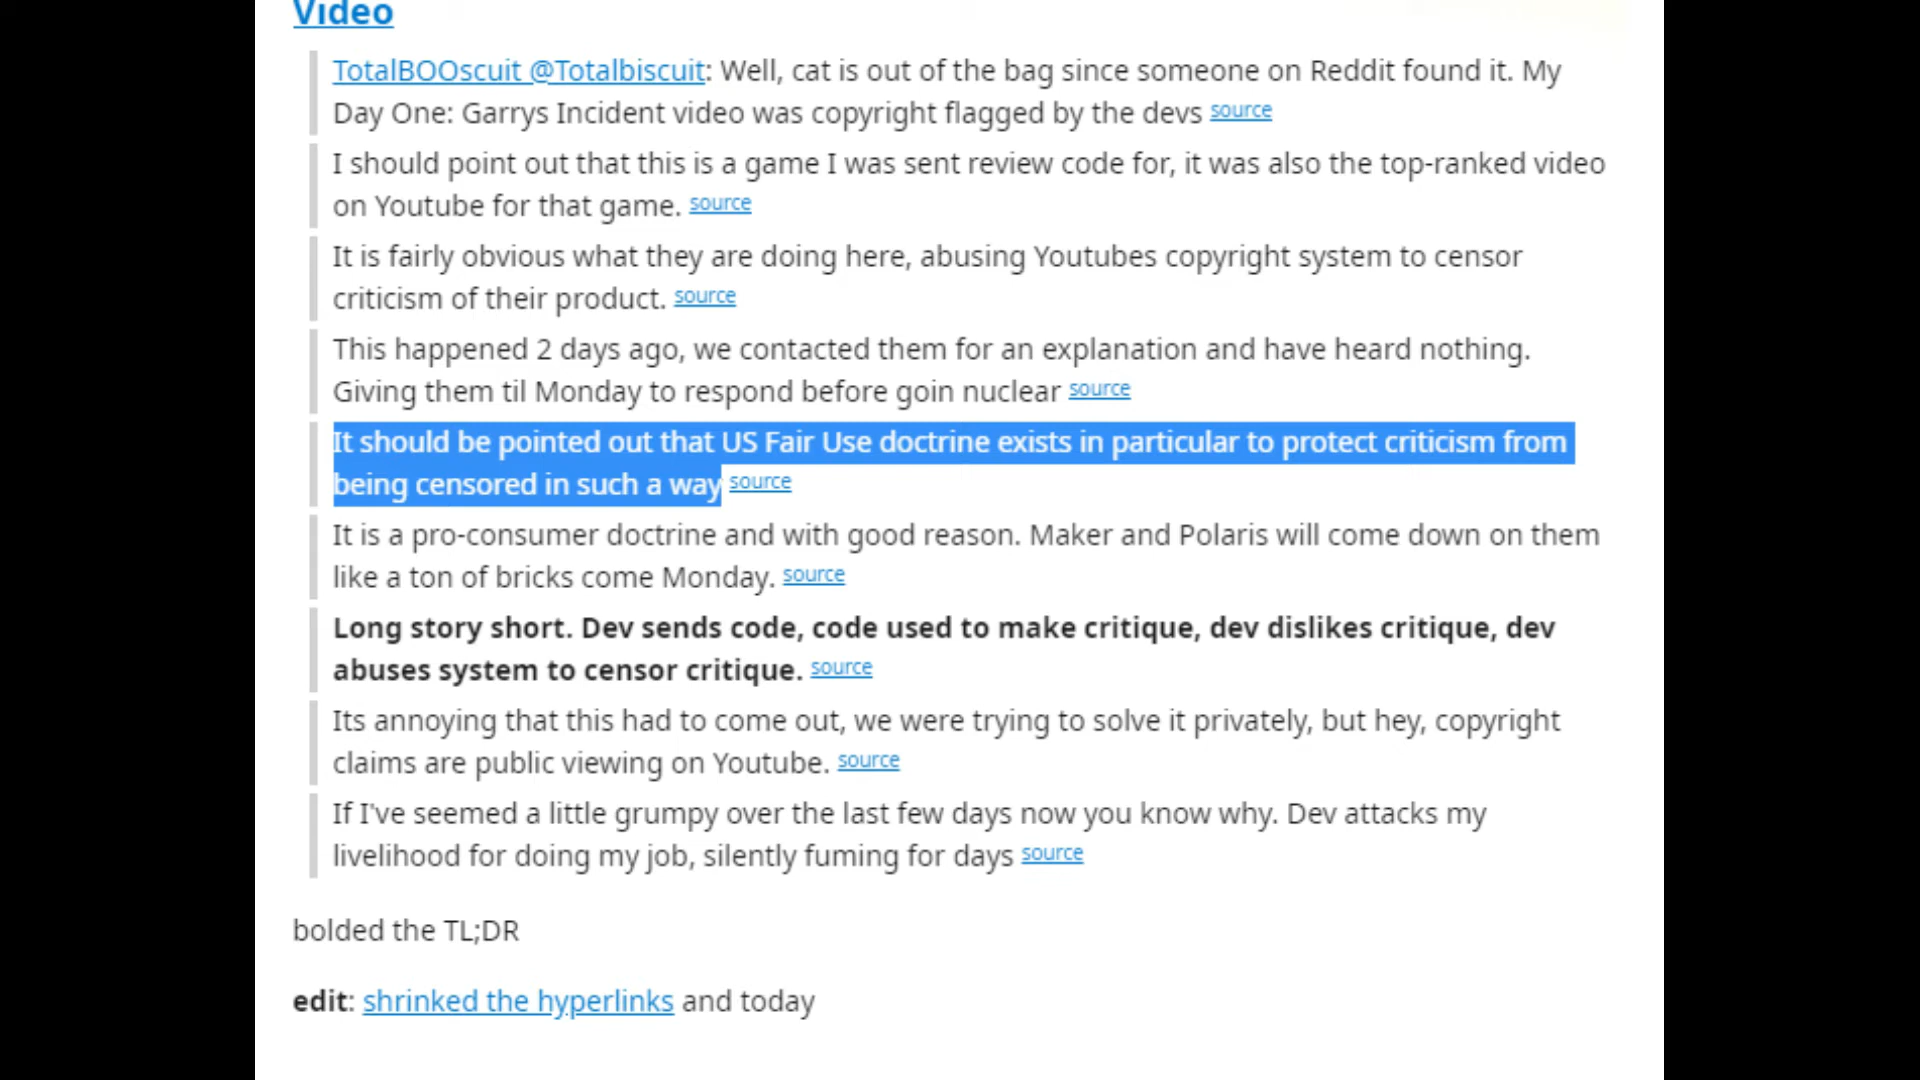 Video
TotalBOOscuit @Totalbiscuit: Well, cat is out of the bag since someone on Reddit found it. My
Day One: Garrys Incident video was copyright flagged by the devs source
I should point out that this is a game I was sent review code for, it was also the top-ranked video
on Youtube for that game. source
It is fairly obvious what they are doing here, abusing Youtubes copyright system to censor
criticism of their product. source
This happened 2 days ago, we contacted them for an explanation and have heard nothing.
Giving them til Monday to respond before goin nuclear source
It should be pointed out that US Fair Use doctrine exists in particular to protect criticism from
being censored in such a way source
It is a pro-consumer doctrine and with good reason. Maker and Polaris will come down on them
like a ton of bricks come Monday. source
Long story short. Dev sends code, code used to make critique, dev dislikes critique, dev
abuses system to censor critique. source
Its annoying that this had to come out, we were trying to solve it privately, but hey, copyright
claims are public viewing on Youtube. source
If I've seemed a little grumpy over the last few days now you know why. Dev attacks my
livelihood for doing my job, silently fuming for days source
bolded the TL;DR
edit: shrinked the hyperlinks and today